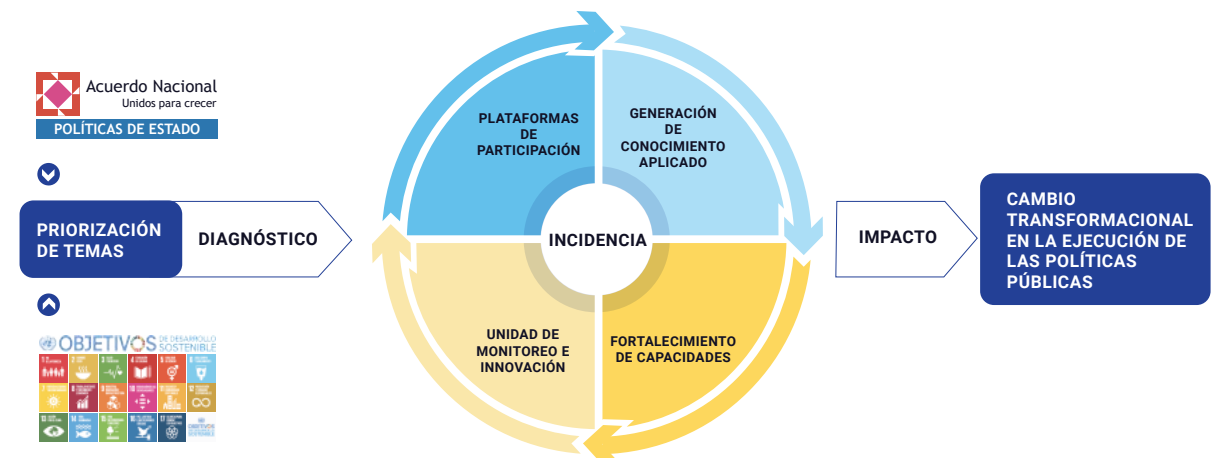 Acuerdo Nacional
Unidos para crecer
POLÍTICAS DE ESTADO
PRIORIZACIÓN
DE TEMAS
DIAGNÓSTICO
OBJETIVOS
DE DESARROLLO
SOSTENIBLE
PLATAFORMAS
DE
PARTICIPACIÓN
GENERACIÓN
DE
CONOCIMIENTO
APLICADO
INCIDENCIA
UNIDAD DE
MONITOREO E
INNOVACIÓN
FORTALECIMIENTO
DE CAPACIDADES
IMPACTO
CAMBIO
TRANSFORMACIONAL
EN LA EJECUCIÓN DE
LAS POLÍTICAS
PÚBLICAS